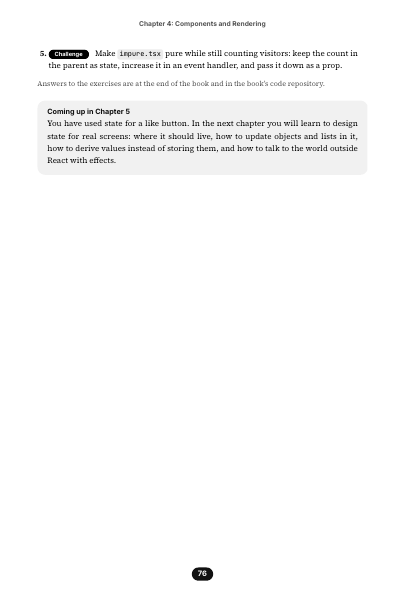 Chapter 4: Components and Rendering
5. Challenge Make impure.tsx pure while still counting visitors: keep the count in
the parent as state, increase it in an event handler, and pass it down as a prop.
Answers to the exercises are at the end of the book and in the book's code repository.
Coming up in Chapter 5
You have used state for a like button. In the next chapter you will learn to design
state for real screens: where it should live, how to update objects and lists in it,
how to derive values instead of storing them, and how to talk to the world outside
React with effects.
76